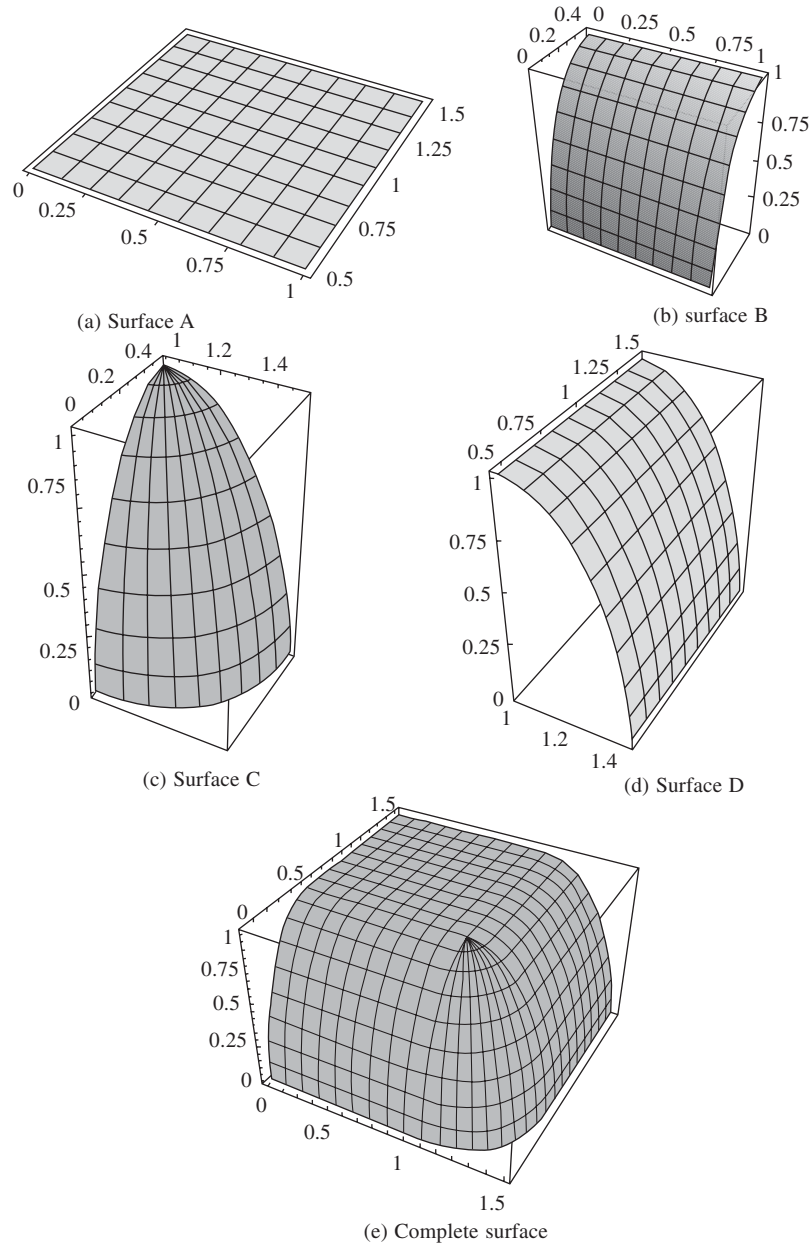 0 0.25 0.5 0.75 1
0.5 0.75 1 1.25 1.5
(a) Surface A
0 0.2 0.4
0 0.25 0.5 0.75 1
1 0.75 0.5 0.25 0
(b) surface B
0 0.2 0.4
1 1.2 1.4
1 0.75 0.5 0.25 0
(c) Surface C
0.5 0.75 1 1.25 1.5
1 0.75 0.5 0.25 0
1 1.2 1.4
(d) Surface D
0 0.5 1 1.5
1 0.75 0.5 0.25 0
0 0.5 1 1.5
(e) Complete surface